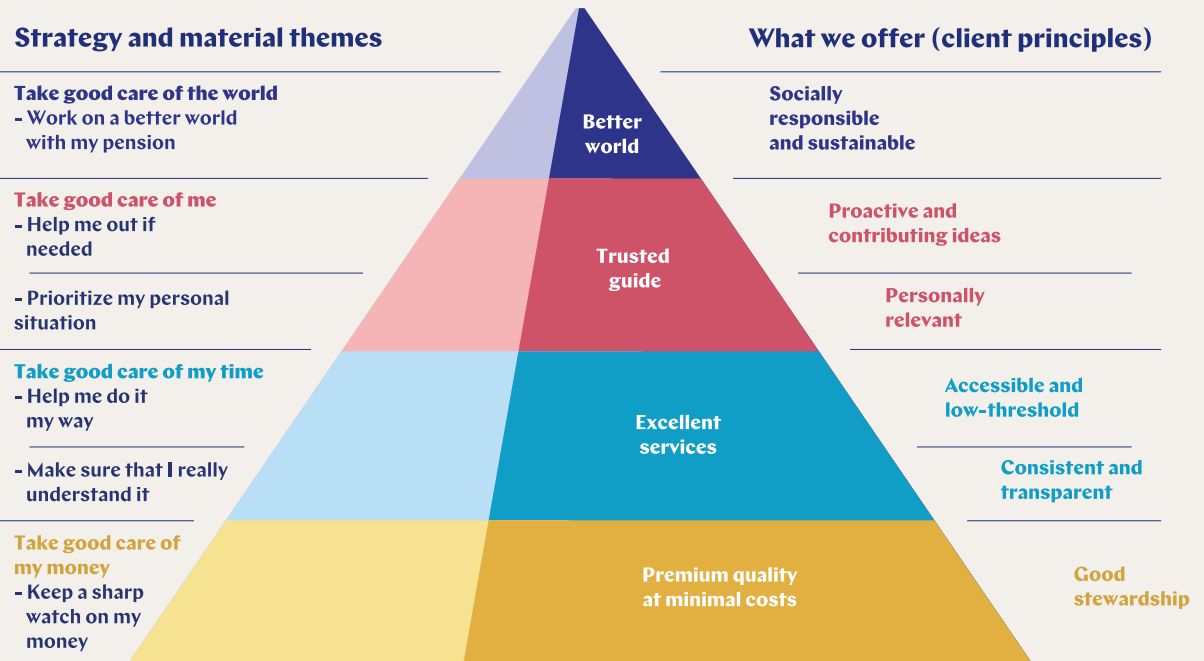 Strategy and material themes
What we offer (client principles)
Take good care of the world
- Work on a better world
with my pension
Better
world
Socially
responsible
and sustainable
Take good care of me
- Help me out if
needed
- Prioritize my personal
situation
Trusted
guide
Proactive and
contributing ideas
Personally
relevant
Take good care of my time
- Help me do it
my way
- Make sure that I really
understand it
Excellent
services
Accessible and
low-threshold
Consistent and
transparent
Take good care of
my money
- Keep a sharp
watch on my
money
Premium quality
at minimal costs
Good
stewardship